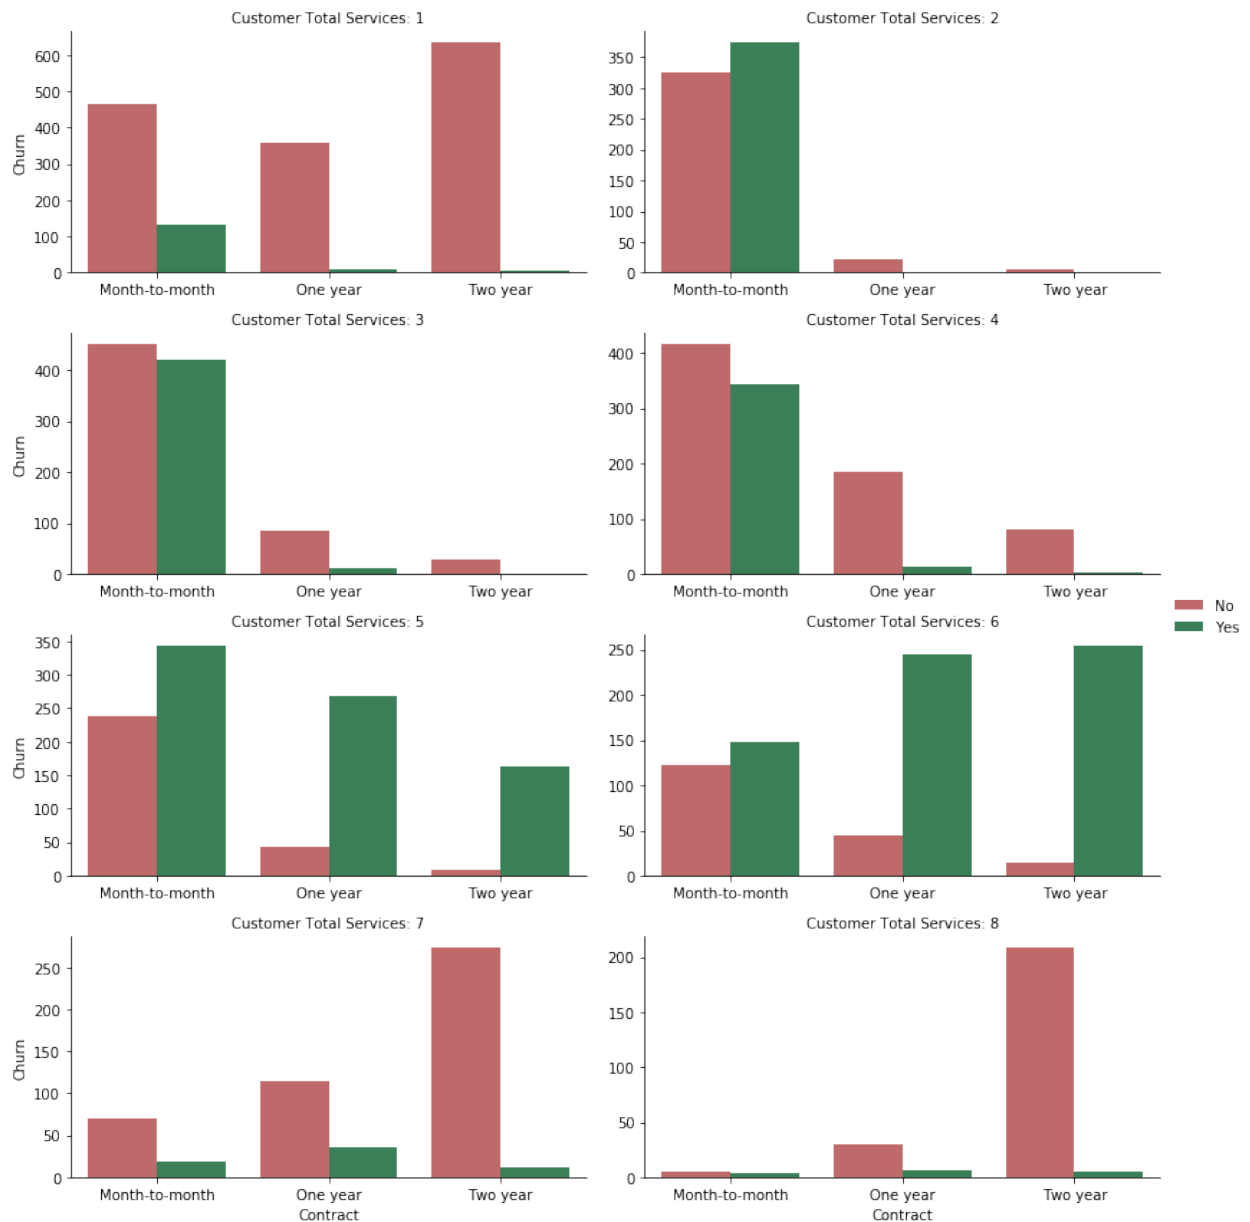 Customer Total Services: 1
Customer Total Services: 2
Churn
600
500
400
300
200
100
0
350
300
250
200
150
100
50
0
Month-to-month One year Two year
Month-to-month One year Two year
Customer Total Services: 3
Customer Total Services: 4
Churn
400
300
200
100
0
400
300
200
100
0
Month-to-month One year Two year
Month-to-month One year Two year
No
Yes
Customer Total Services: 5
Customer Total Services: 6
Churn
350
300
250
200
150
100
50
0
250
200
150
100
50
0
Month-to-month One year Two year
Month-to-month One year Two year
Customer Total Services: 7
Customer Total Services: 8
Churn
250
200
150
100
50
0
200
150
100
50
0
Month-to-month One year Two year
Month-to-month One year Two year
Contract
Contract